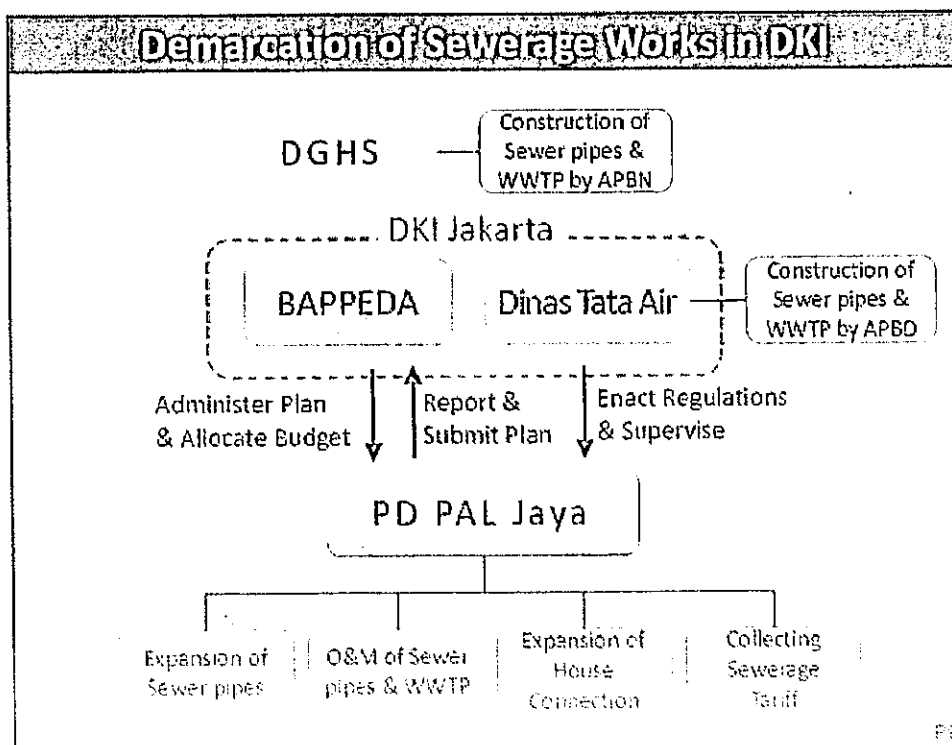 Demarcation of Sewerage Works in DKI
DGHS
Construction of
Sewer pipes &
WWTP by APBN
DKI Jakarta
BAPPEDA
Dinas Tata Air
Construction of
Sewer pipes &
WWTP by APBD
Administer Plan
& Allocate Budget
Report &
Submit Plan
Enact Regulations
& Supervise
PD PAL Jaya
Expansion of
Sewer pipes
O&M of Sewer
pipes & WWTP
Expansion of
House
Connection
Collecting
Sewerage
Tariff